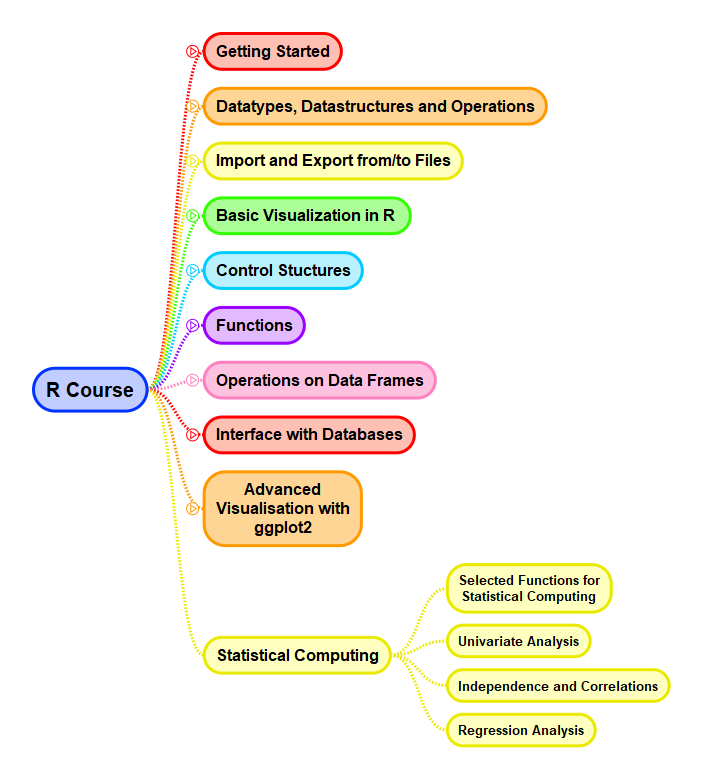 Getting Started
Datatypes, Datastructures and Operations
Import and Export from/to Files
Basic Visualization in R
Control Stuctures
Functions
R Course
Operations on Data Frames
Interface with Databases
Advanced
Visualisation with
ggplot2
Statistical Computing
Selected Functions for
Statistical Computing
Univariate Analysis
Independence and Correlations
Regression Analysis